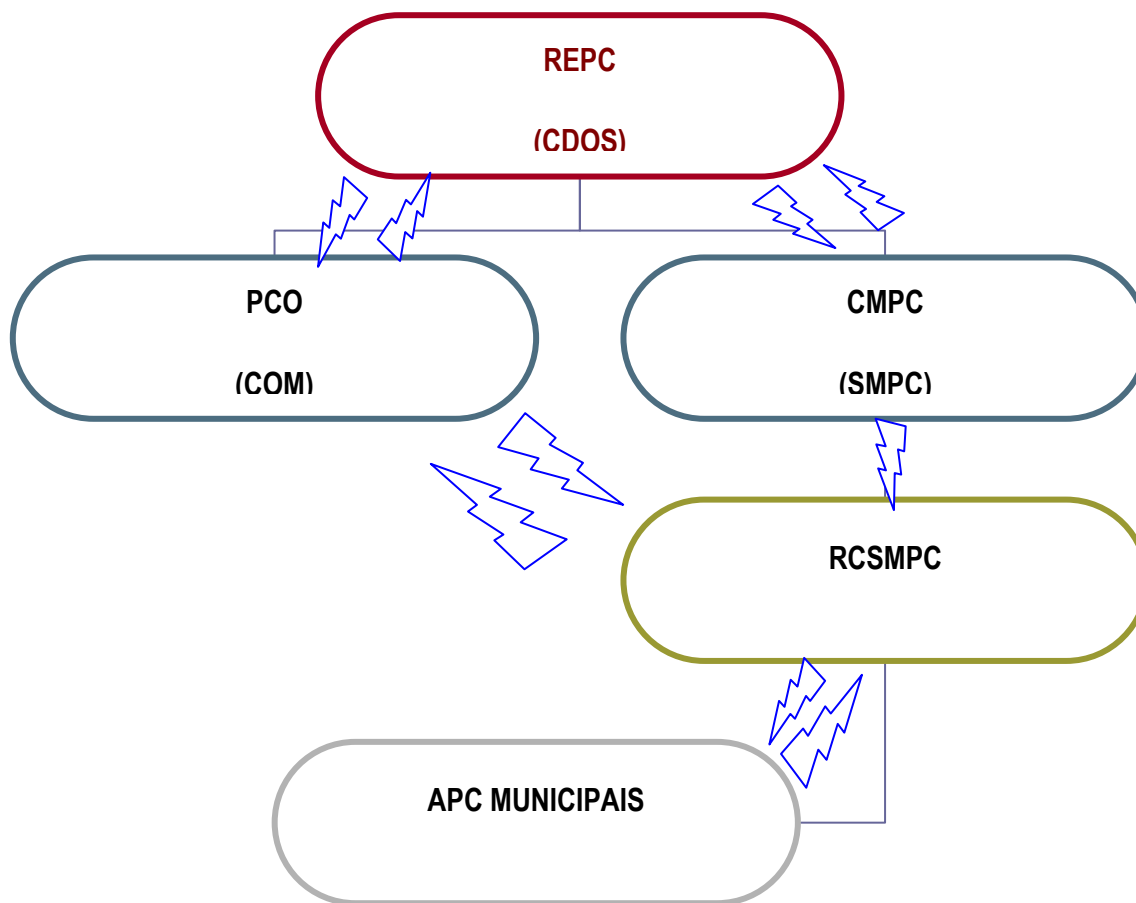 REPC
(CDOS)
PCO
(COM)
CMPC
(SMPC)
RCSMPC
APC MUNICIPAIS